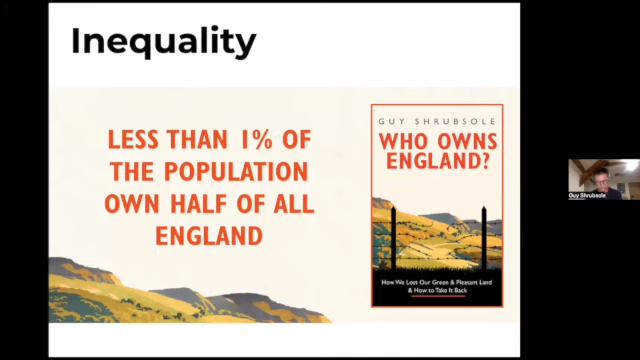 Inequality
LESS THAN 1% OF
THE POPULATION
OWN HALF OF ALL
ENGLAND
GUY SHRUBSOLE
WHO OWNS
ENGLAND?
How We Lost Our Green & Pleasant Land
& How to Take It Back
Guy Shrubsole